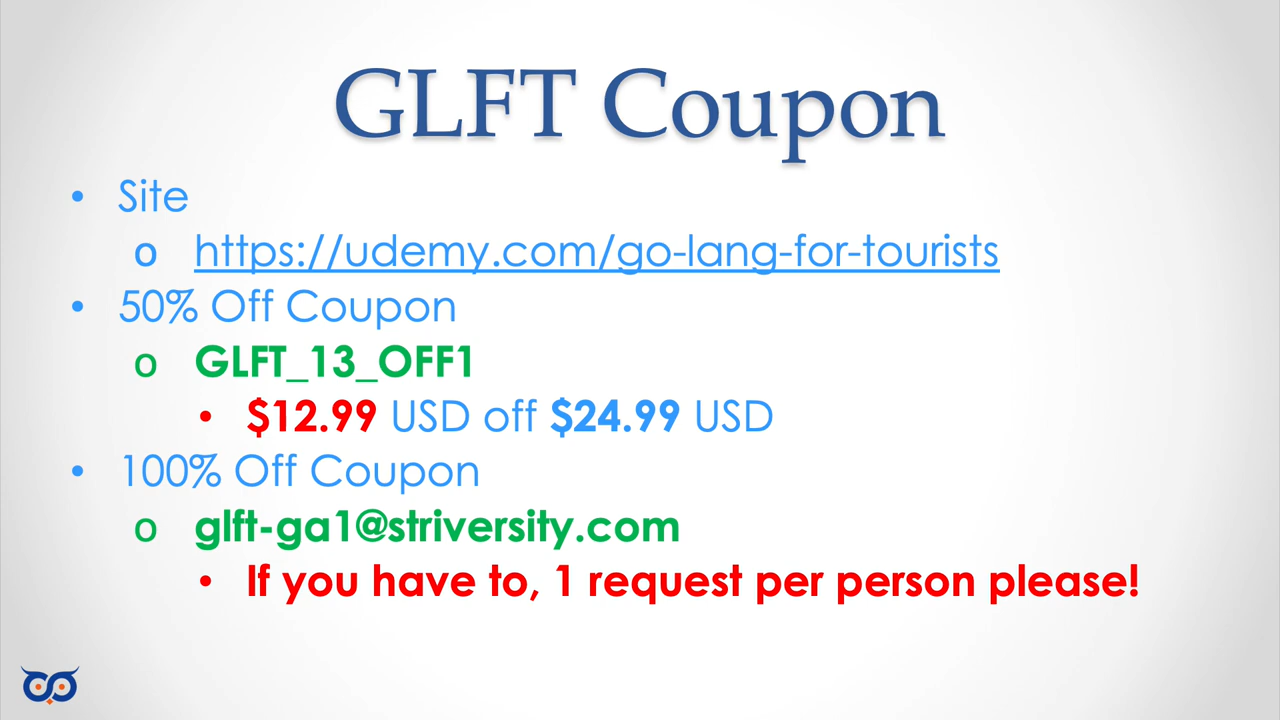 GLFT Coupon
• Site
o https://udemy.com/go-lang-for-tourists
• 50% Off Coupon
o GLFT_13_OFF1
• $12.99 USD off $24.99 USD
• 100% Off Coupon
o glft-ga1@striversity.com
• If you have to, 1 request per person please!